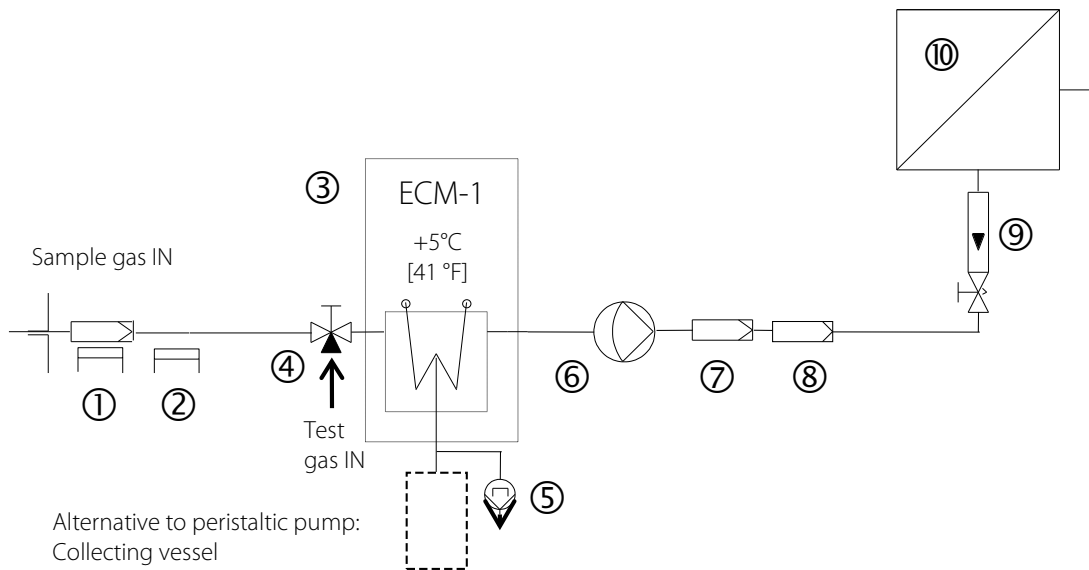 ⑩
③
ECM-1
+5°C
[41 °F]
⑨
Sample gas IN
④
⑥
⑦
⑧
①
②
Test
gas IN
⑤
Alternative to peristaltic pump:
Collecting vessel